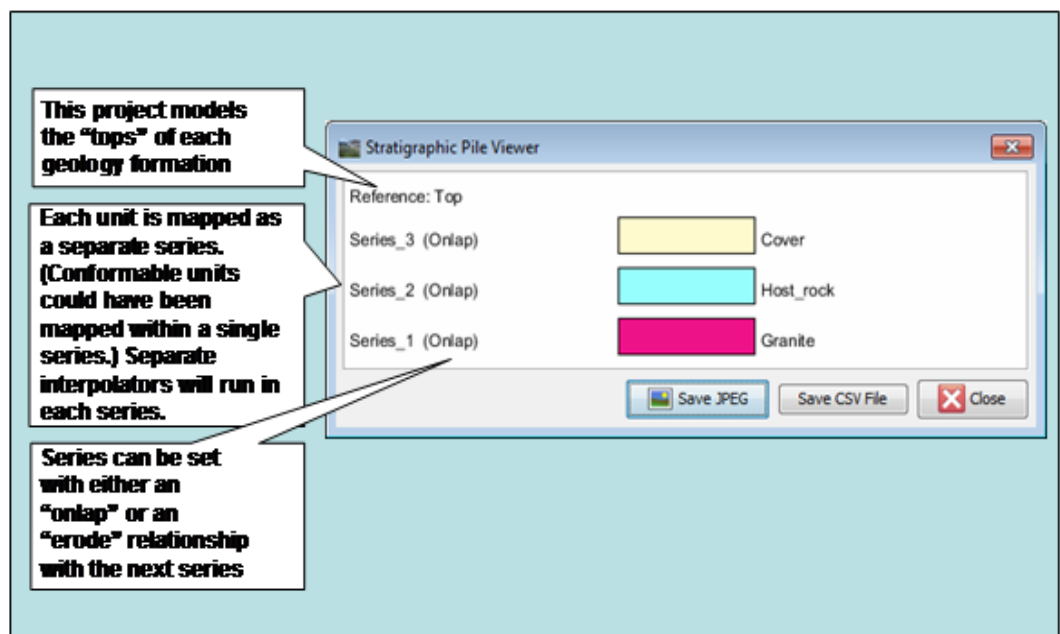 This project models
the “tops” of each
geology formation
Each unit is mapped as
a separate series.
(Conformable units
could have been
mapped within a single
series.) Separate
interpolators will run in
each series.
Series can be set
with either an
“onlap” or an
“erode” relationship
with the next series
Stratigraphic Pile Viewer
Reference: Top
Series_3 (Onlap) Cover
Series_2 (Onlap) Host_rock
Series_1 (Onlap) Granite
Save JPEG Save CSV File Close